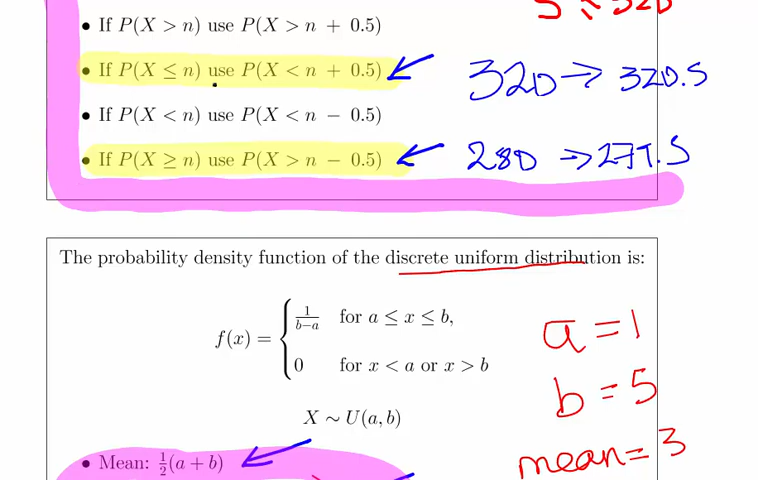 5 ≤ 320
• If P(X > n) use P(X > n + 0.5)
• If P(X ≤ n) use P(X < n + 0.5) 320 → 320.5
• If P(X < n) use P(X < n − 0.5)
• If P(X ≥ n) use P(X > n − 0.5) 280 → 279.5
The probability density function of the discrete uniform distribution is:
f(x) = { 1/(b−a) for a ≤ x ≤ b,
0 for x < a or x > b
a = 1
b = 5
X ~ U(a, b)
• Mean: ½(a + b) mean = 3